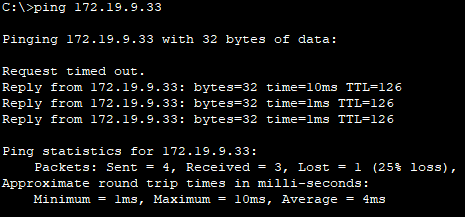 C:\>ping 172.19.9.33
Pinging 172.19.9.33 with 32 bytes of data:
Request timed out.
Reply from 172.19.9.33: bytes=32 time=10ms TTL=126
Reply from 172.19.9.33: bytes=32 time=1ms TTL=126
Reply from 172.19.9.33: bytes=32 time=1ms TTL=126
Ping statistics for 172.19.9.33:
    Packets: Sent = 4, Received = 3, Lost = 1 (25% loss),
Approximate round trip times in milli-seconds:
    Minimum = 1ms, Maximum = 10ms, Average = 4ms